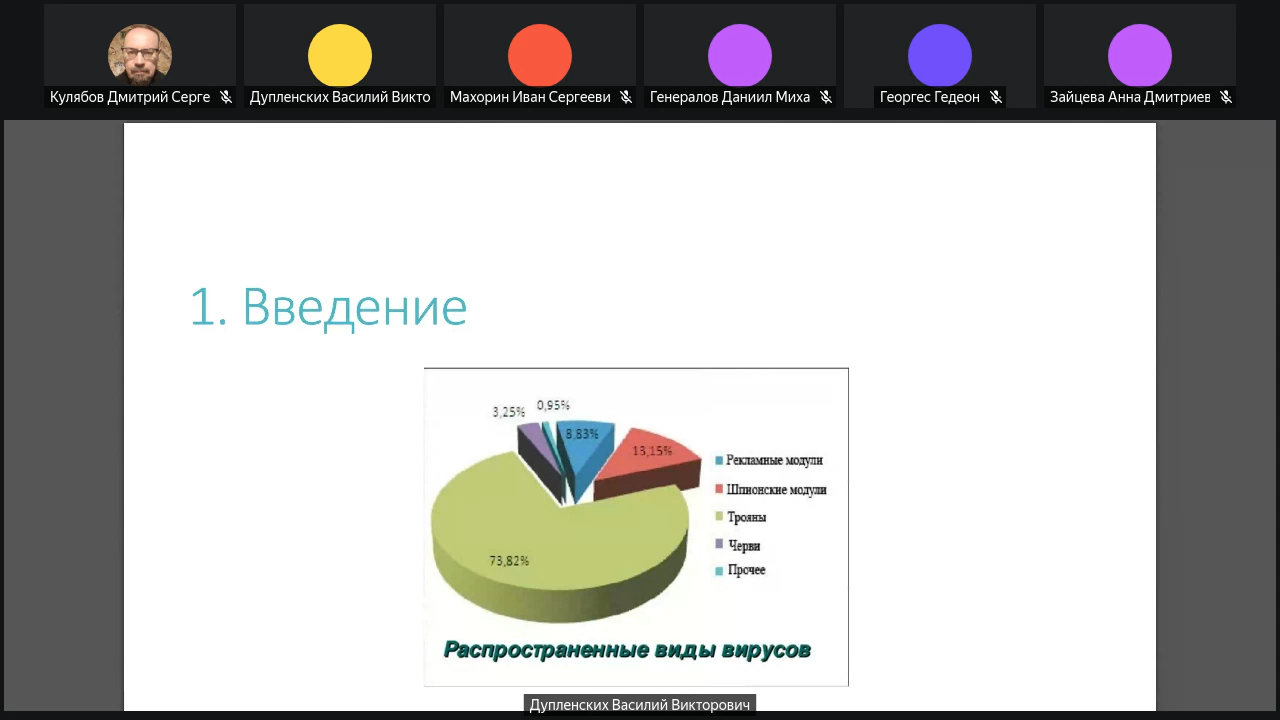 Кулябов Дмитрий Серге
Дупленских Василий Викто
Махорин Иван Сергееви
Генералов Даниил Миха
Георгес Гедеон
Зайцева Анна Дмитриев
1. Введение
3,25%
0,95%
8,83%
13,15%
73,82%
Рекламные модули
Шпионские модули
Трояны
Черви
Прочее
Распространенные виды вирусов
Дупленских Василий Викторович